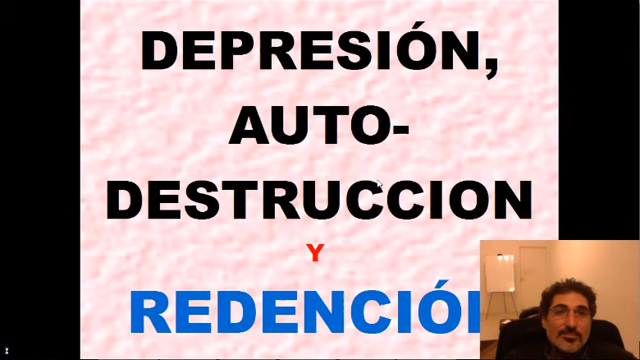 DEPRESIÓN,
AUTO-
DESTRUCCION
Y
REDENCIÓ